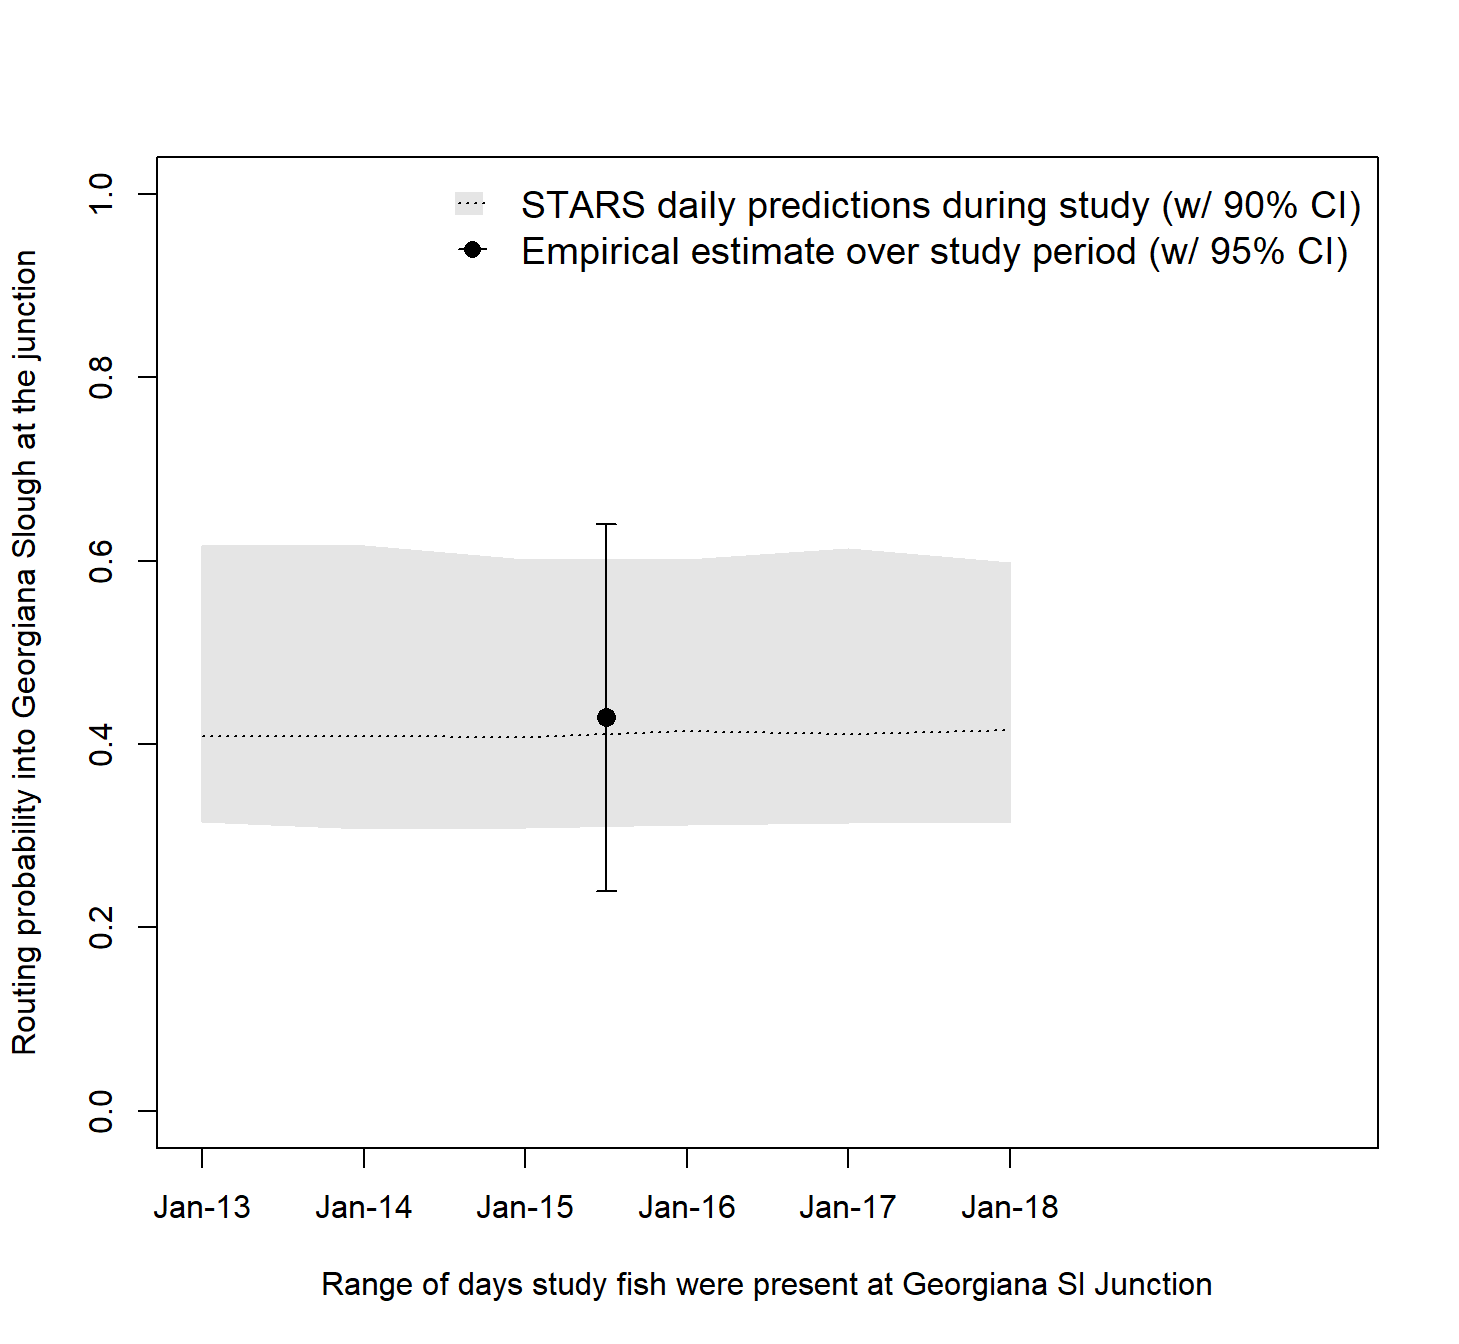 STARS daily predictions during study (w/ 90% CI)
Empirical estimate over study period (w/ 95% CI)
Routing probability into Georgiana Slough at the junction
1.0
0.8
0.6
0.4
0.2
0.0
Jan-13 Jan-14 Jan-15 Jan-16 Jan-17 Jan-18
Range of days study fish were present at Georgiana Sl Junction